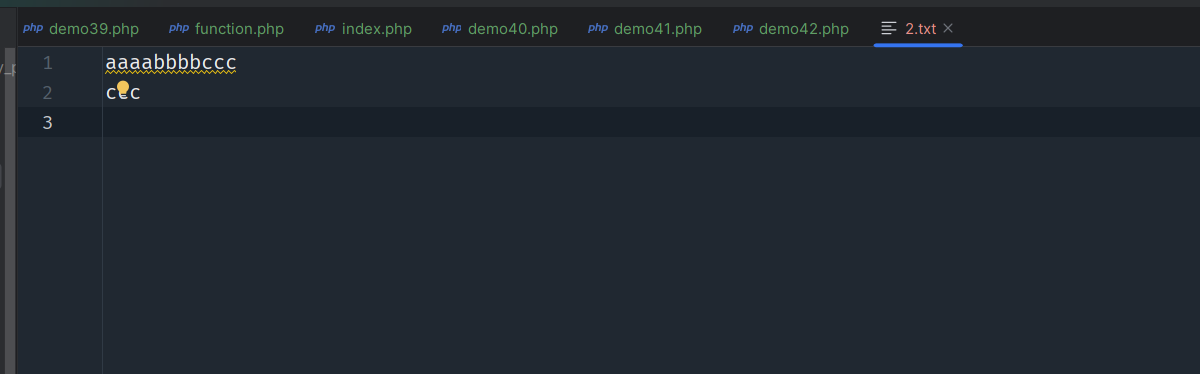 php demo39.php php function.php php index.php php demo40.php php demo41.php php demo42.php 2.txt
1 aaaabbbbccc
2 ccc
3